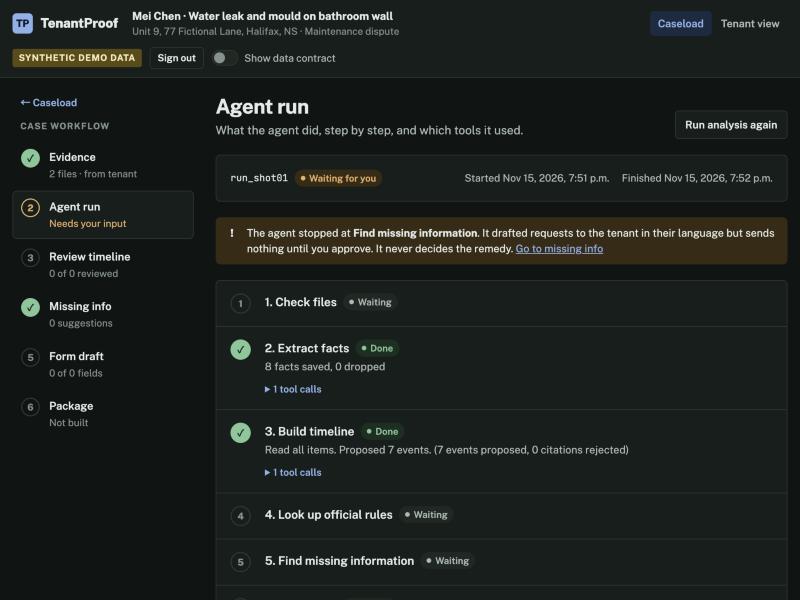 TP TenantProof
Mei Chen · Water leak and mould on bathroom wall
Unit 9, 77 Fictional Lane, Halifax, NS · Maintenance dispute
Caseload
Tenant view
SYNTHETIC DEMO DATA
Sign out
Show data contract
← Caseload
CASE WORKFLOW
✓ Evidence
2 files · from tenant
2 Agent run
Needs your input
3 Review timeline
0 of 0 reviewed
✓ Missing info
0 suggestions
5 Form draft
0 of 0 fields
6 Package
Not built
Agent run
What the agent did, step by step, and which tools it used.
Run analysis again
run_shot01 • Waiting for you
Started Nov 15, 2026, 7:51 p.m. Finished Nov 15, 2026, 7:52 p.m.
! The agent stopped at Find missing information. It drafted requests to the tenant in their language but sends
nothing until you approve. It never decides the remedy. Go to missing info
1 1. Check files • Waiting
✓ 2. Extract facts • Done
8 facts saved, 0 dropped
▸ 1 tool calls
✓ 3. Build timeline • Done
Read all items. Proposed 7 events. (7 events proposed, 0 citations rejected)
▸ 1 tool calls
4 4. Look up official rules • Waiting
5 5. Find missing information • Waiting